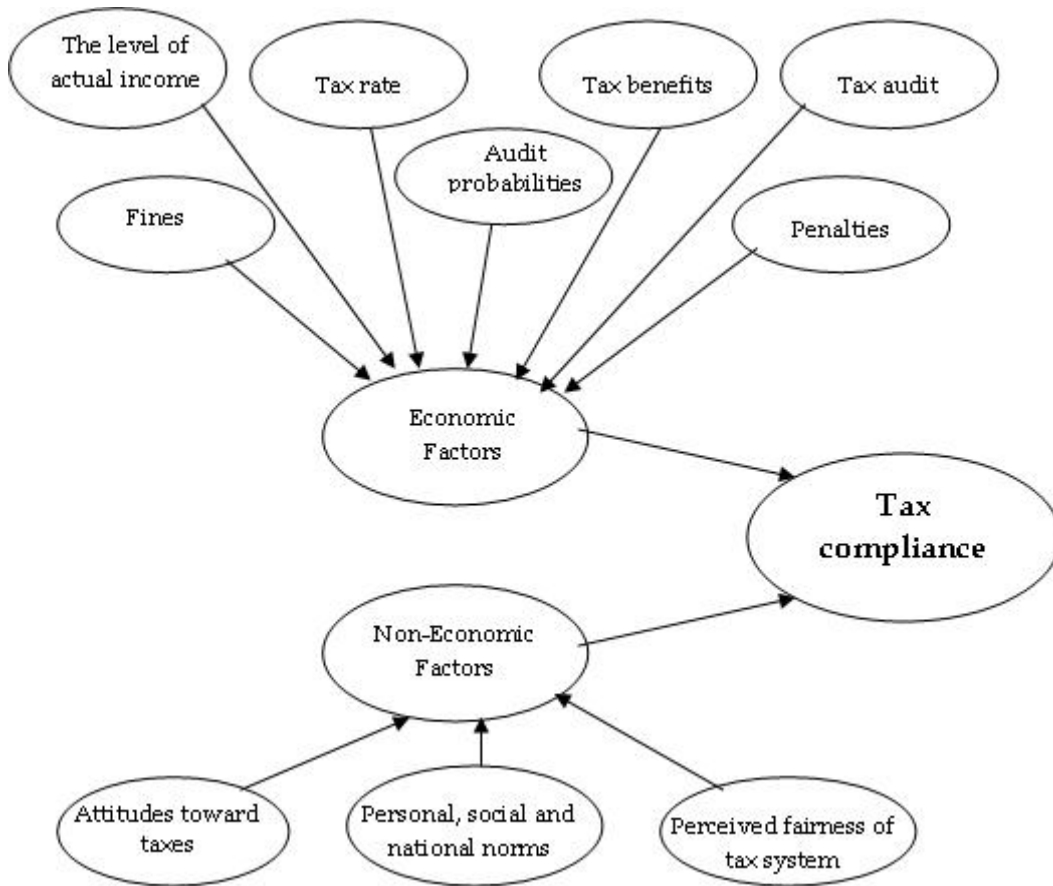 The level of
actual income
Tax rate
Tax benefits
Tax audit
Audit
probabilities
Fines
Penalties
Economic
Factors
Tax
compliance
Non-Economic
Factors
Attitudes toward
taxes
Personal, social and
national norms
Perceived fairness of
tax system